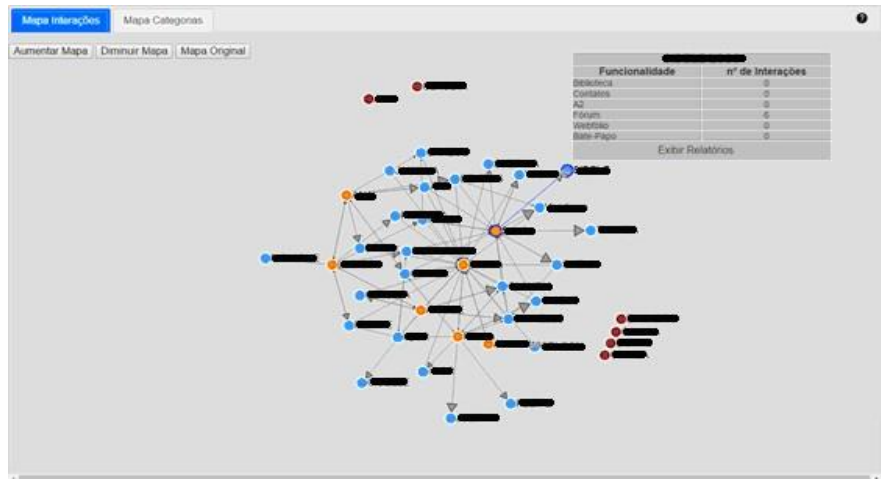 Mapa Interações Mapa Categorias
Aumentar Mapa Diminuir Mapa Mapa Original
Funcionalidade nº de Interações
Biblioteca 0
Contatos 0
A2 0
Fórum 6
Webfólio 0
Bate-Papo 0
Exibir Relatórios